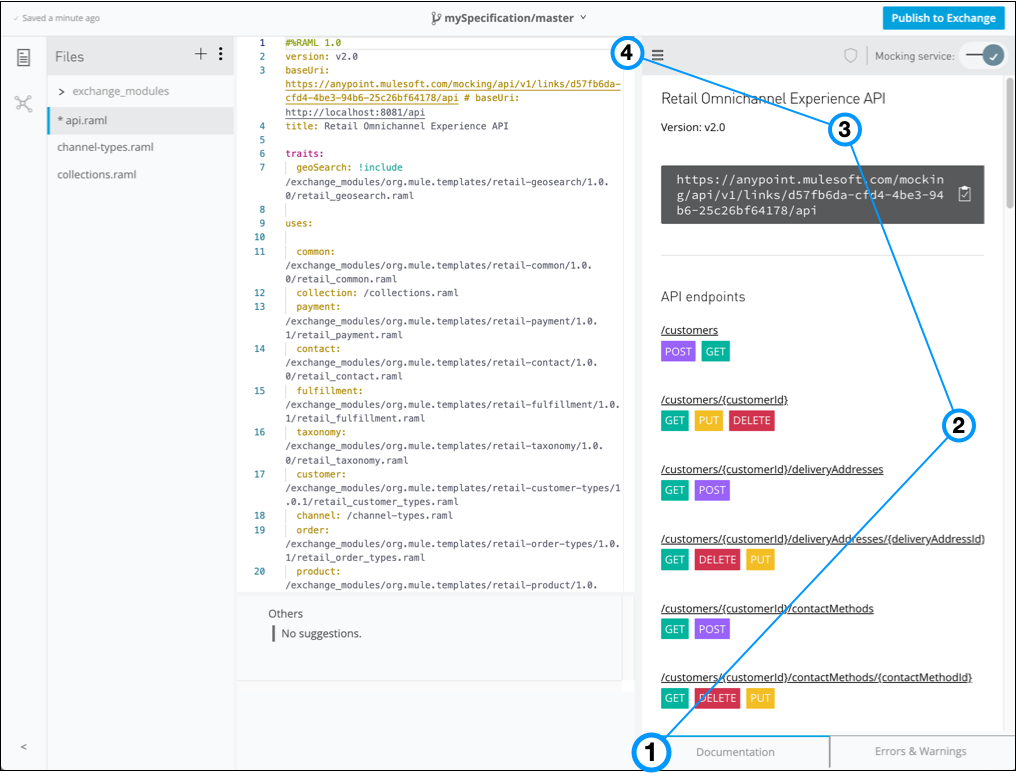 ✓ Saved a minute ago
mySpecification/master
Publish to Exchange
Files
exchange_modules
* api.raml
channel-types.raml
collections.raml
<
1 #%RAML 1.0
2 version: v2.0
3 baseUri:
https://anypoint.mulesoft.com/mocking/api/v1/links/d57fb6da-
cfd4-4be3-94b6-25c26bf64178/api # baseUri:
http://localhost:8081/api
4 title: Retail Omnichannel Experience API
5
6 traits:
7 geoSearch: !include
/exchange_modules/org.mule.templates/retail-geosearch/1.0.
0/retail_geosearch.raml
8
9 uses:
10
11 common:
/exchange_modules/org.mule.templates/retail-common/1.0.
0/retail_common.raml
12 collection: /collections.raml
13 payment:
/exchange_modules/org.mule.templates/retail-payment/1.0.
1/retail_payment.raml
14 contact:
/exchange_modules/org.mule.templates/retail-contact/1.0.
0/retail_contact.raml
15 fulfillment:
/exchange_modules/org.mule.templates/retail-fulfillment/1.0.
1/retail_fulfillment.raml
16 taxonomy:
/exchange_modules/org.mule.templates/retail-taxonomy/1.0.
0/retail_taxonomy.raml
17 customer:
/exchange_modules/org.mule.templates/retail-customer-types/1
.0.1/retail_customer_types.raml
18 channel: /channel-types.raml
19 order:
/exchange_modules/org.mule.templates/retail-order-types/1.0.
1/retail_order_types.raml
20 product:
/exchange_modules/org.mule.templates/retail-product/1.0.
Others
No suggestions.
4
Mocking service:
Retail Omnichannel Experience API
3
Version: v2.0
https://anypoint.mulesoft.com/mockin
g/api/v1/links/d57fb6da-cfd4-4be3-94
b6-25c26bf64178/api
API endpoints
/customers
POST GET
/customers/{customerId}
GET PUT DELETE
2
/customers/{customerId}/deliveryAddresses
GET POST
/customers/{customerId}/deliveryAddresses/{deliveryAddressId}
GET DELETE PUT
/customers/{customerId}/contactMethods
GET POST
/customers/{customerId}/contactMethods/{contactMethodId}
GET DELETE PUT
1
Documentation
Errors & Warnings